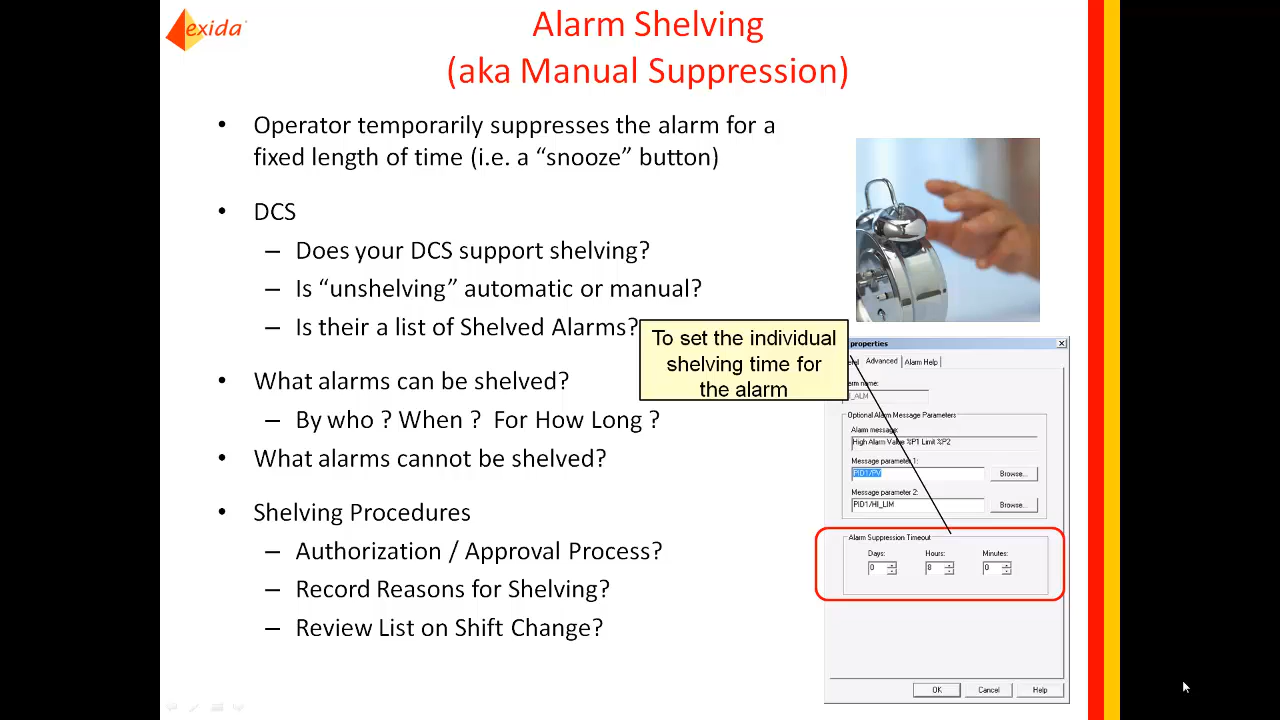 exida
Alarm Shelving
(aka Manual Suppression)
• Operator temporarily suppresses the alarm for a
fixed length of time (i.e. a “snooze” button)
• DCS
– Does your DCS support shelving?
– Is “unshelving” automatic or manual?
– Is their a list of Shelved Alarms?
• What alarms can be shelved?
– By who ? When ? For How Long ?
• What alarms cannot be shelved?
• Shelving Procedures
– Authorization / Approval Process?
– Record Reasons for Shelving?
– Review List on Shift Change?
To set the individual
shelving time for
the alarm
properties
Advanced Alarm Help
Optional Alarm Message Parameters
Alarm message:
High Alarm Value %P1 Limit %P2
Message parameter 1:
PID1/PV Browse...
Message parameter 2:
PID1/HI_LIM Browse...
Alarm Suppression Timeout
Days: Hours: Minutes:
0 8 0
OK Cancel Help